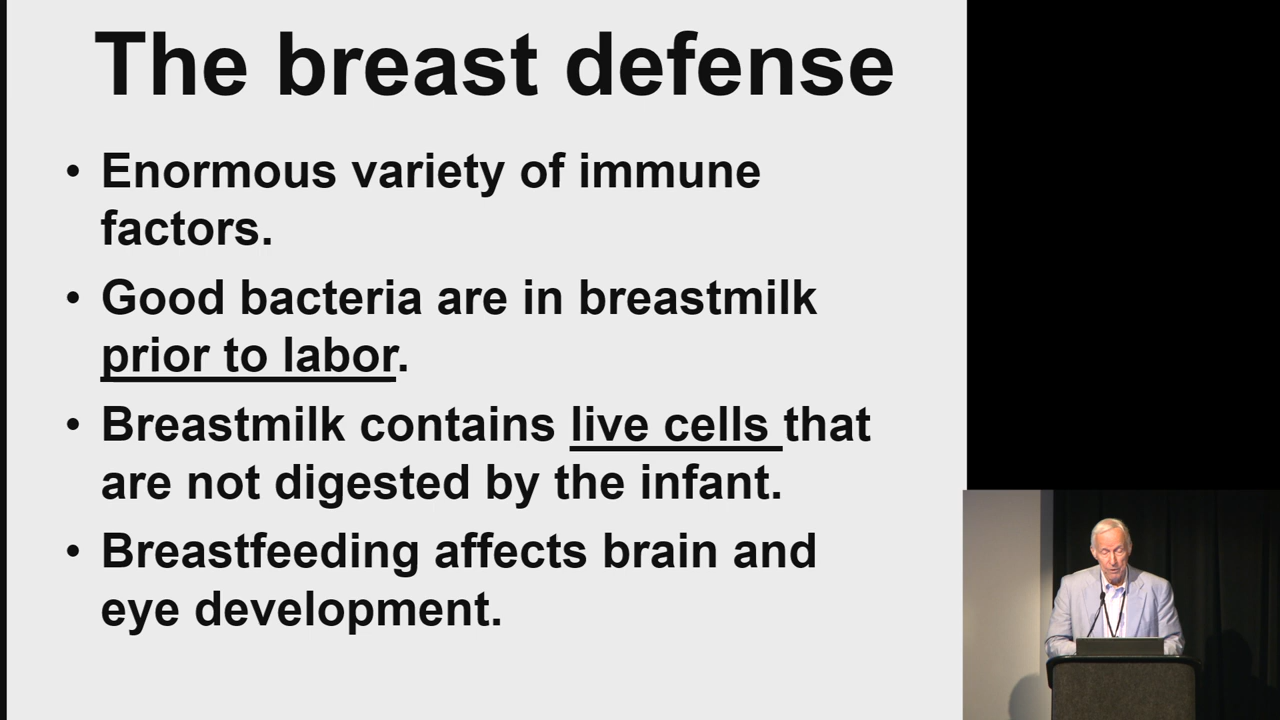 The breast defense
• Enormous variety of immune
factors.
• Good bacteria are in breastmilk
prior to labor.
• Breastmilk contains live cells that
are not digested by the infant.
• Breastfeeding affects brain and
eye development.